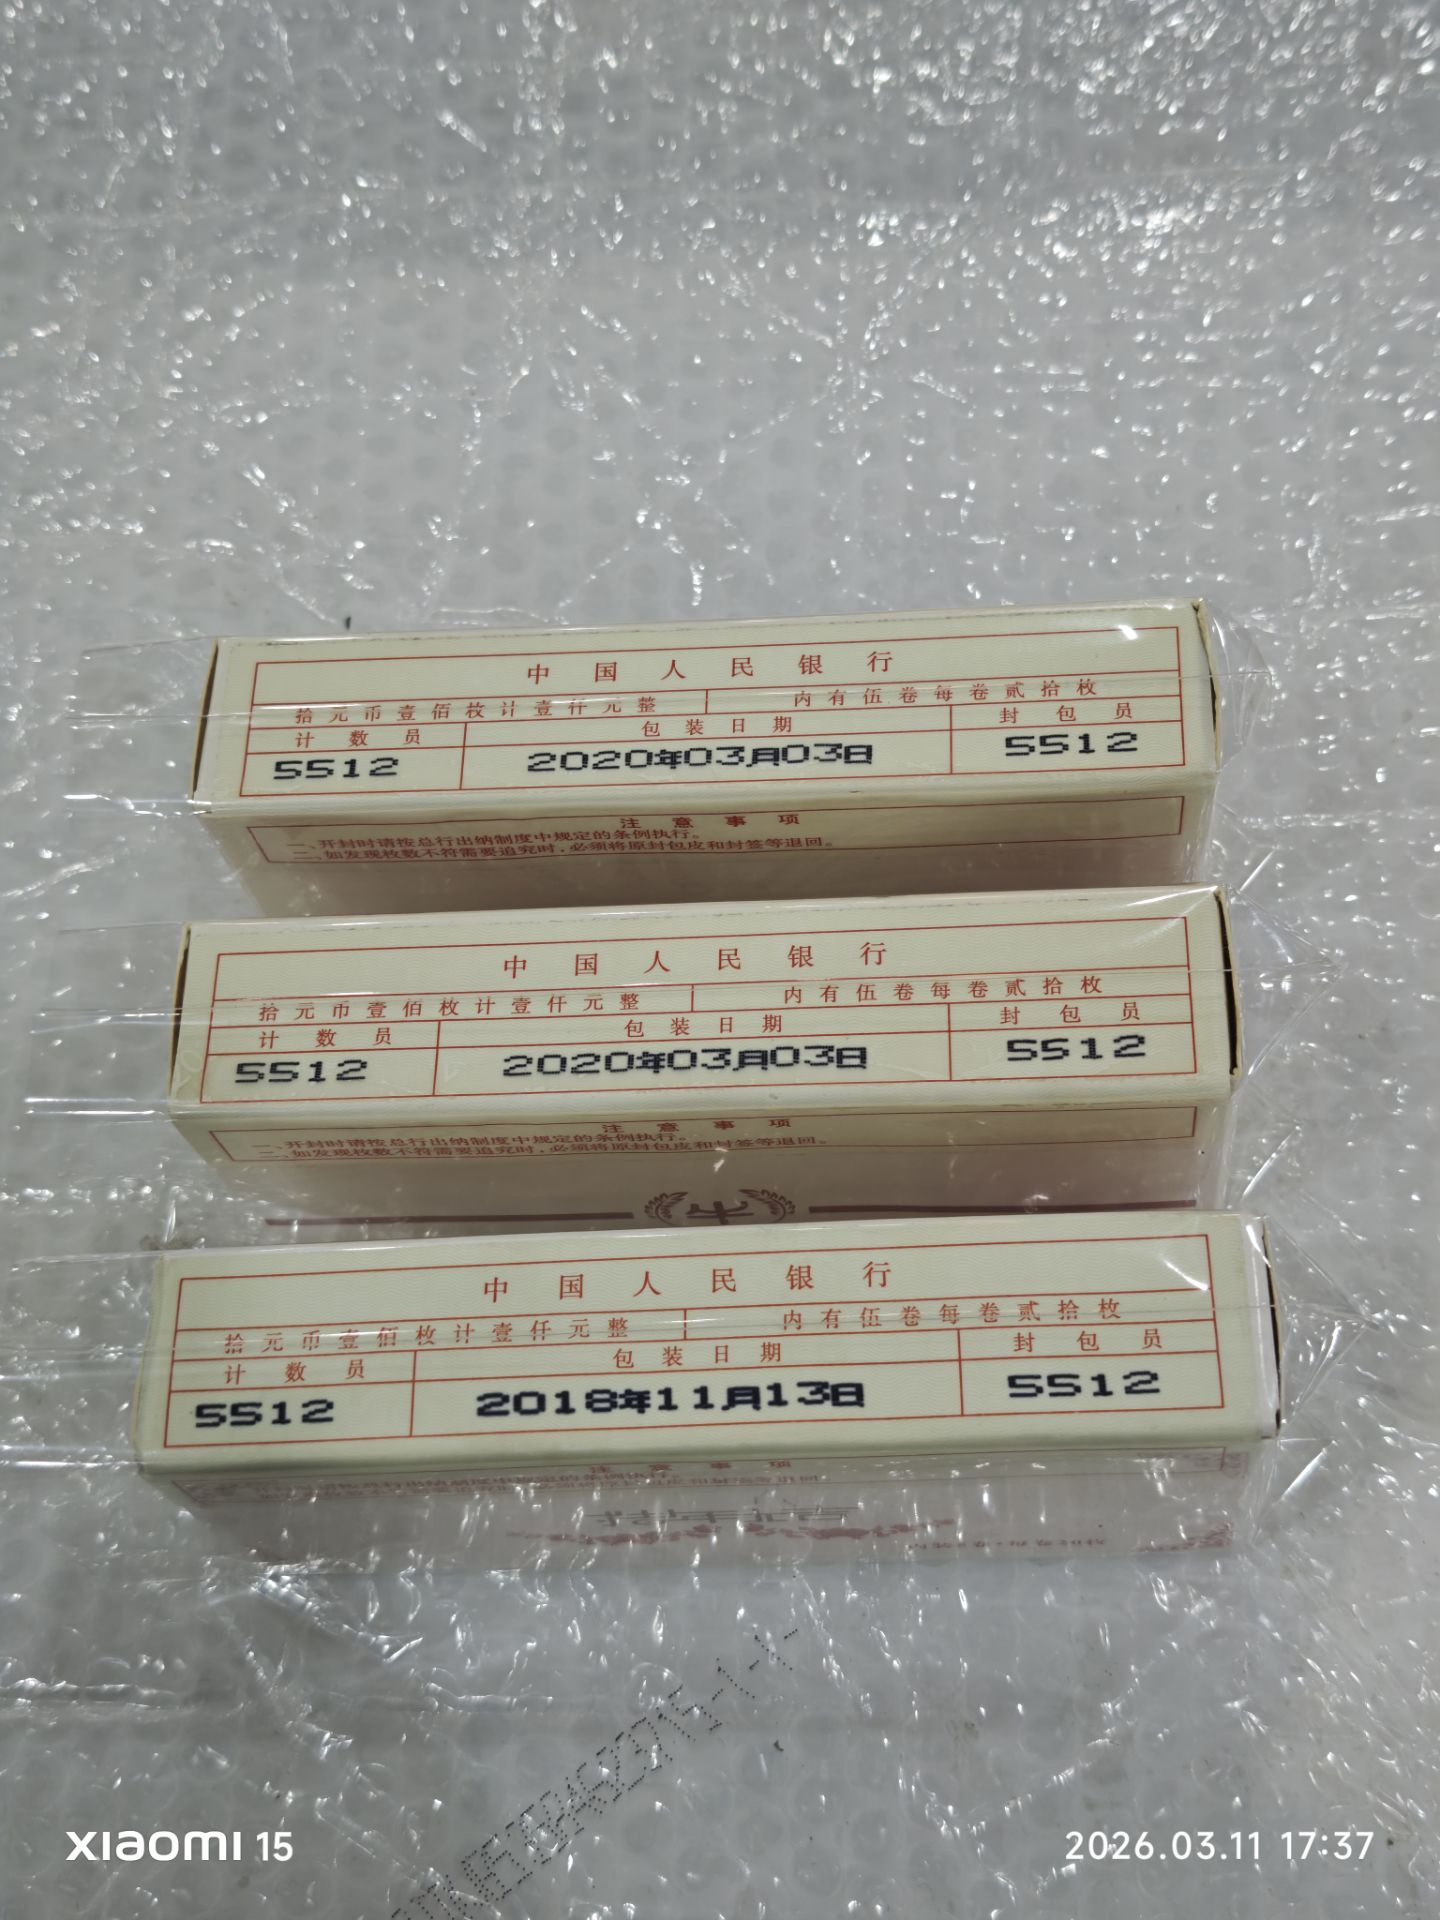 中国人民银行
拾元币壹佰枚计壹仟元整 内有伍卷每卷贰拾枚
计数员 包装日期 封包员
5512 2020年03月03日 5512
注意事项
一、开封时请按总行出纳制度中规定的条例执行。
二、如发现枚数不符需要追究时，必须将原封包皮和封签等退回。
中国人民银行
拾元币壹佰枚计壹仟元整 内有伍卷每卷贰拾枚
计数员 包装日期 封包员
5512 2020年03月03日 5512
注意事项
一、开封时请按总行出纳制度中规定的条例执行。
二、如发现枚数不符需要追究时，必须将原封包皮和封签等退回。
中国人民银行
拾元币壹佰枚计壹仟元整 内有伍卷每卷贰拾枚
计数员 包装日期 封包员
5512 2018年11月13日 5512
注意事项
xiaomi 15
2026.03.11 17:37